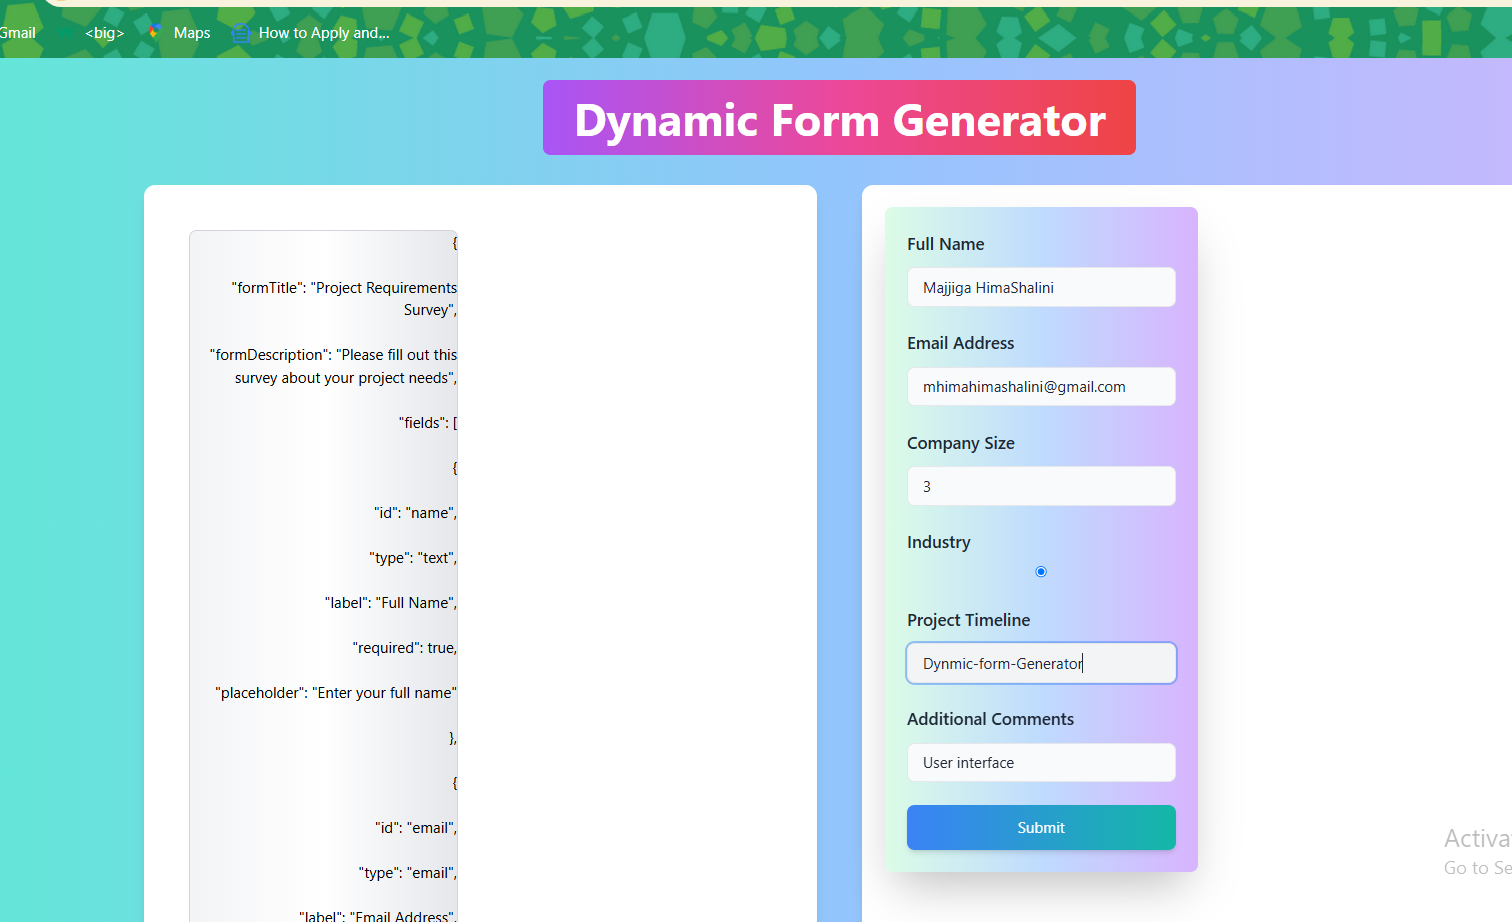 Gmail
<big>
Maps
How to Apply and...
Dynamic Form Generator
{
"formTitle": "Project Requirements
Survey",
"formDescription": "Please fill out this
survey about your project needs",
"fields": [
{
"id": "name",
"type": "text",
"label": "Full Name",
"required": true,
"placeholder": "Enter your full name"
},
{
"id": "email",
"type": "email",
"label": "Email Address",
Full Name
Majjiga HimaShalini
Email Address
mhimahimashalini@gmail.com
Company Size
3
Industry
Project Timeline
Dynmic-form-Generator
Additional Comments
User interface
Submit
Activa
Go to Se